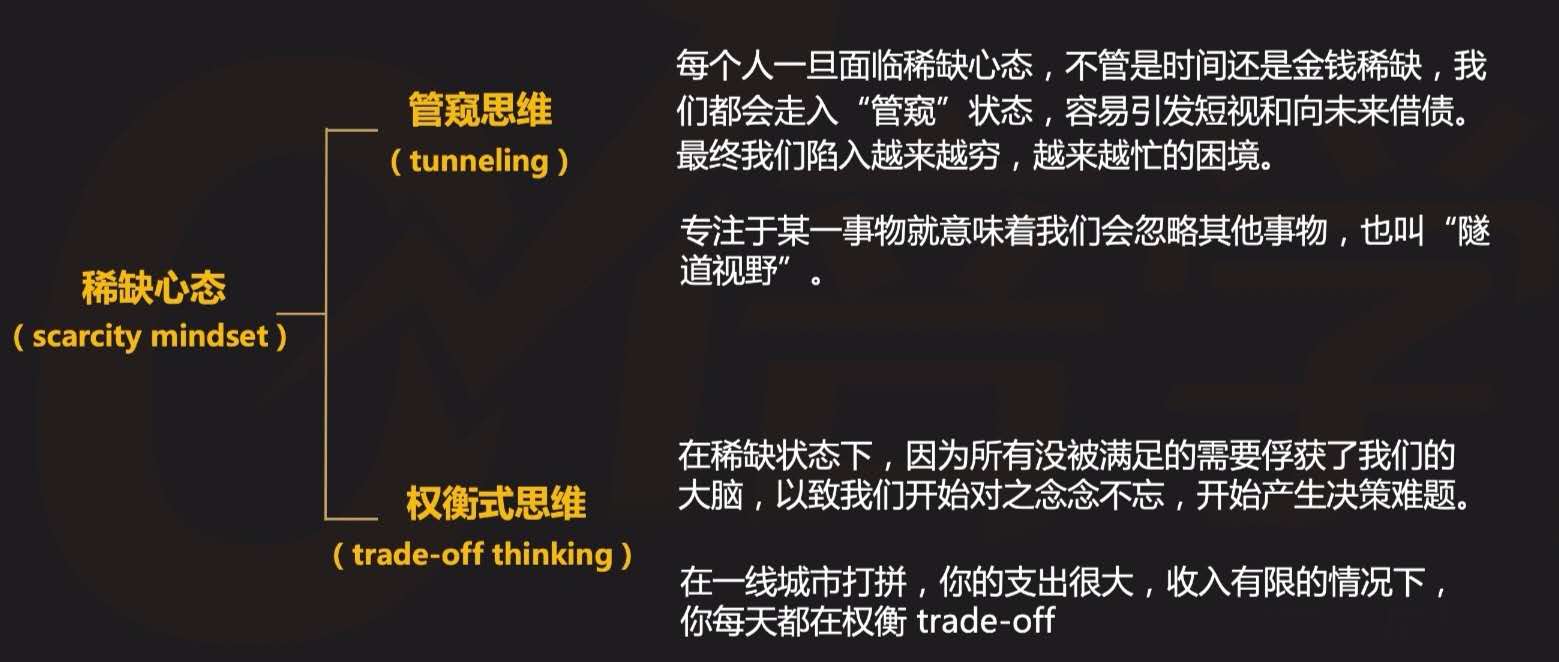 管窥思维
（tunneling）
每个人一旦面临稀缺心态，不管是时间还是金钱稀缺，我
们都会走入“管窥”状态，容易引发短视和向未来借债。
最终我们陷入越来越穷，越来越忙的困境。
专注于某一事物就意味着我们会忽略其他事物，也叫“隧
道视野”。
稀缺心态
（scarcity mindset）
权衡式思维
（trade-off thinking）
在稀缺状态下，因为所有没被满足的需要俘获了我们的
大脑，以致我们开始对之念念不忘，开始产生决策难题。
在一线城市打拼，你的支出很大，收入有限的情况下，
你每天都在权衡 trade-off